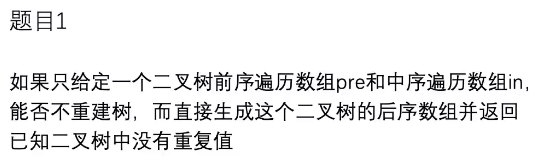 题目1
如果只给定一个二叉树前序遍历数组pre和中序遍历数组in，
能否不重建树，而直接生成这个二叉树的后序数组并返回
已知二叉树中没有重复值